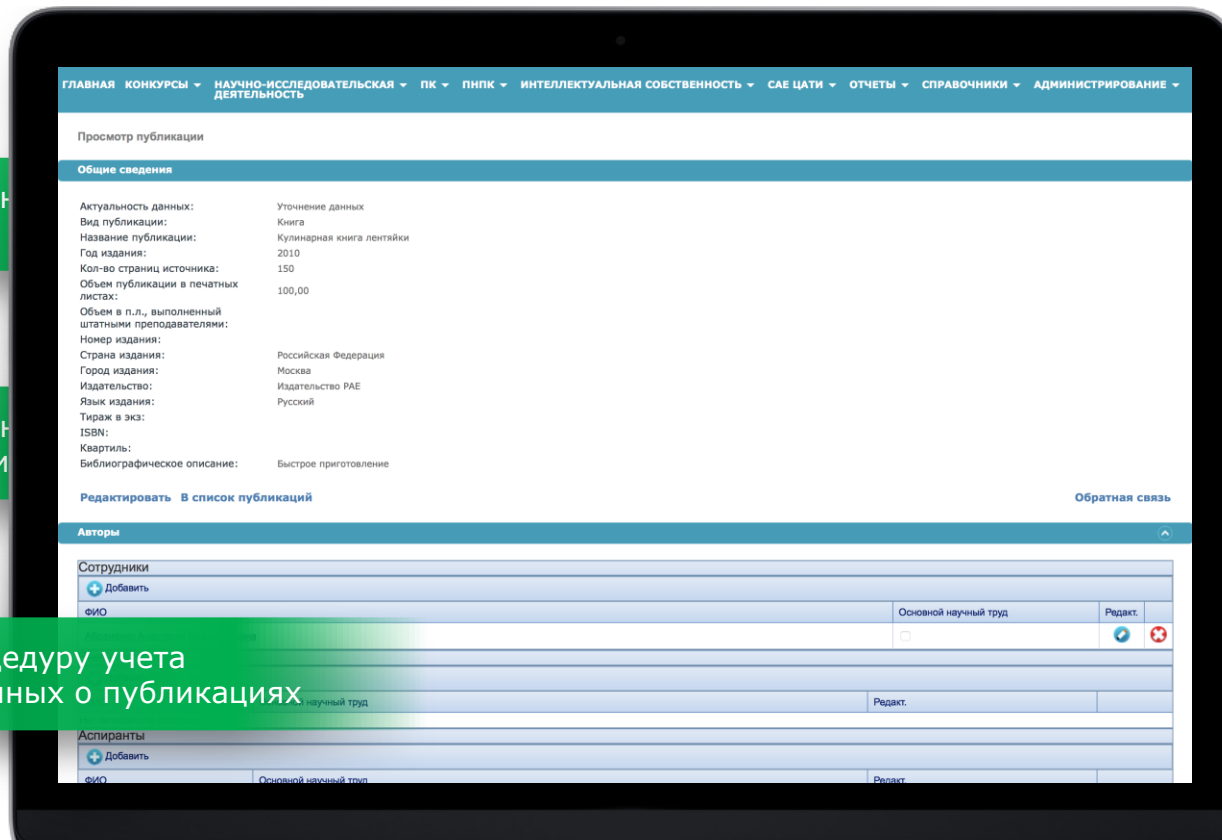 ГЛАВНАЯ КОНКУРСЫ НАУЧНО-ИССЛЕДОВАТЕЛЬСКАЯ ДЕЯТЕЛЬНОСТЬ ПК ПНПК ИНТЕЛЛЕКТУАЛЬНАЯ СОБСТВЕННОСТЬ САЕ ЦАТИ ОТЧЕТЫ СПРАВОЧНИКИ АДМИНИСТРИРОВАНИЕ
Просмотр публикации
Общие сведения
Актуальность данных: Уточнение данных
Вид публикации: Книга
Название публикации: Кулинарная книга лентяйки
Год издания: 2010
Кол-во страниц источника: 150
Объем публикации в печатных
листах: 100,00
Объем в п.л., выполненный
штатными преподавателями:
Номер издания:
Страна издания: Российская Федерация
Город издания: Москва
Издательство: Издательство РАЕ
Язык издания: Русский
Тираж в экз:
ISBN:
Квартиль:
Библиографическое описание: Быстрое приготовление
Редактировать В список публикаций Обратная связь
Авторы
Сотрудники
Добавить
ФИО Основной научный труд Редакт.
учета
о публикациях
научный труд Редакт.
Аспиранты
Добавить
ФИО Основной научный труд Редакт.